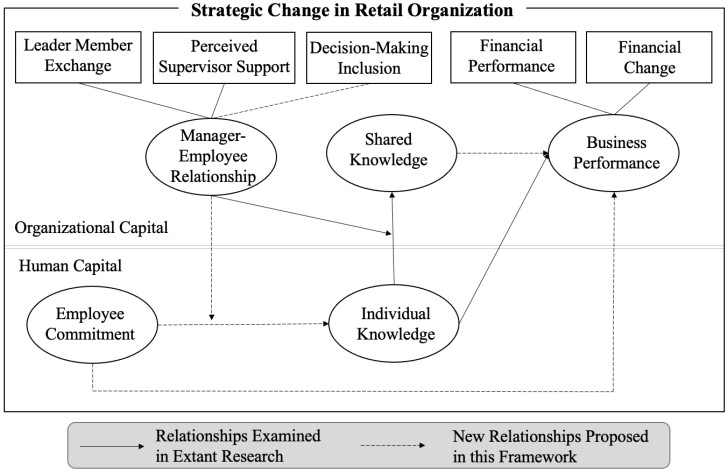 Strategic Change in Retail Organization
Leader Member
Exchange
Perceived
Supervisor Support
Decision-Making
Inclusion
Financial
Performance
Financial
Change
Manager-
Employee
Relationship
Shared
Knowledge
Business
Performance
Organizational Capital
Human Capital
Employee
Commitment
Individual
Knowledge
Relationships Examined
in Extant Research
New Relationships Proposed
in this Framework